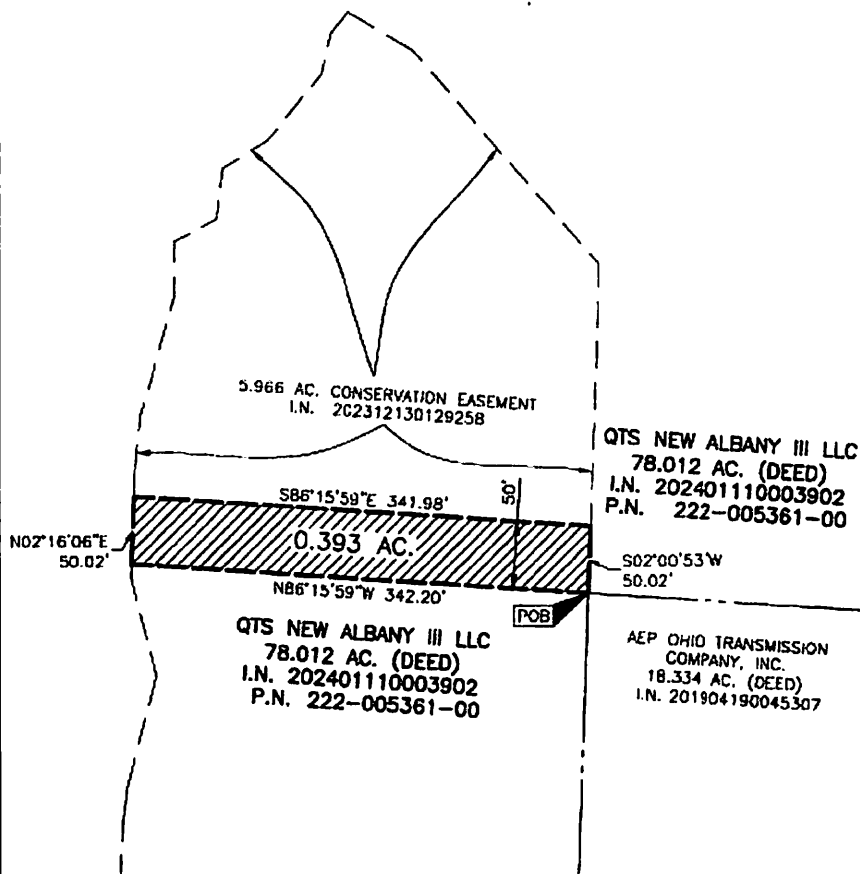 5.966 AC. CONSERVATION EASEMENT
I.N. 202312130129258
QTS NEW ALBANY III LLC
78.012 AC. (DEED)
I.N. 202401110003902
P.N. 222-005361-00
S86°15'59"E 341.98'
50'
N02°16'06"E
50.02'
0.393 AC.
S02°00'53"W
50.02'
N86°15'59"W 342.20'
POB
QTS NEW ALBANY III LLC
78.012 AC. (DEED)
I.N. 202401110003902
P.N. 222-005361-00
AEP OHIO TRANSMISSION
COMPANY, INC.
18.334 AC. (DEED)
I.N. 201904190045307